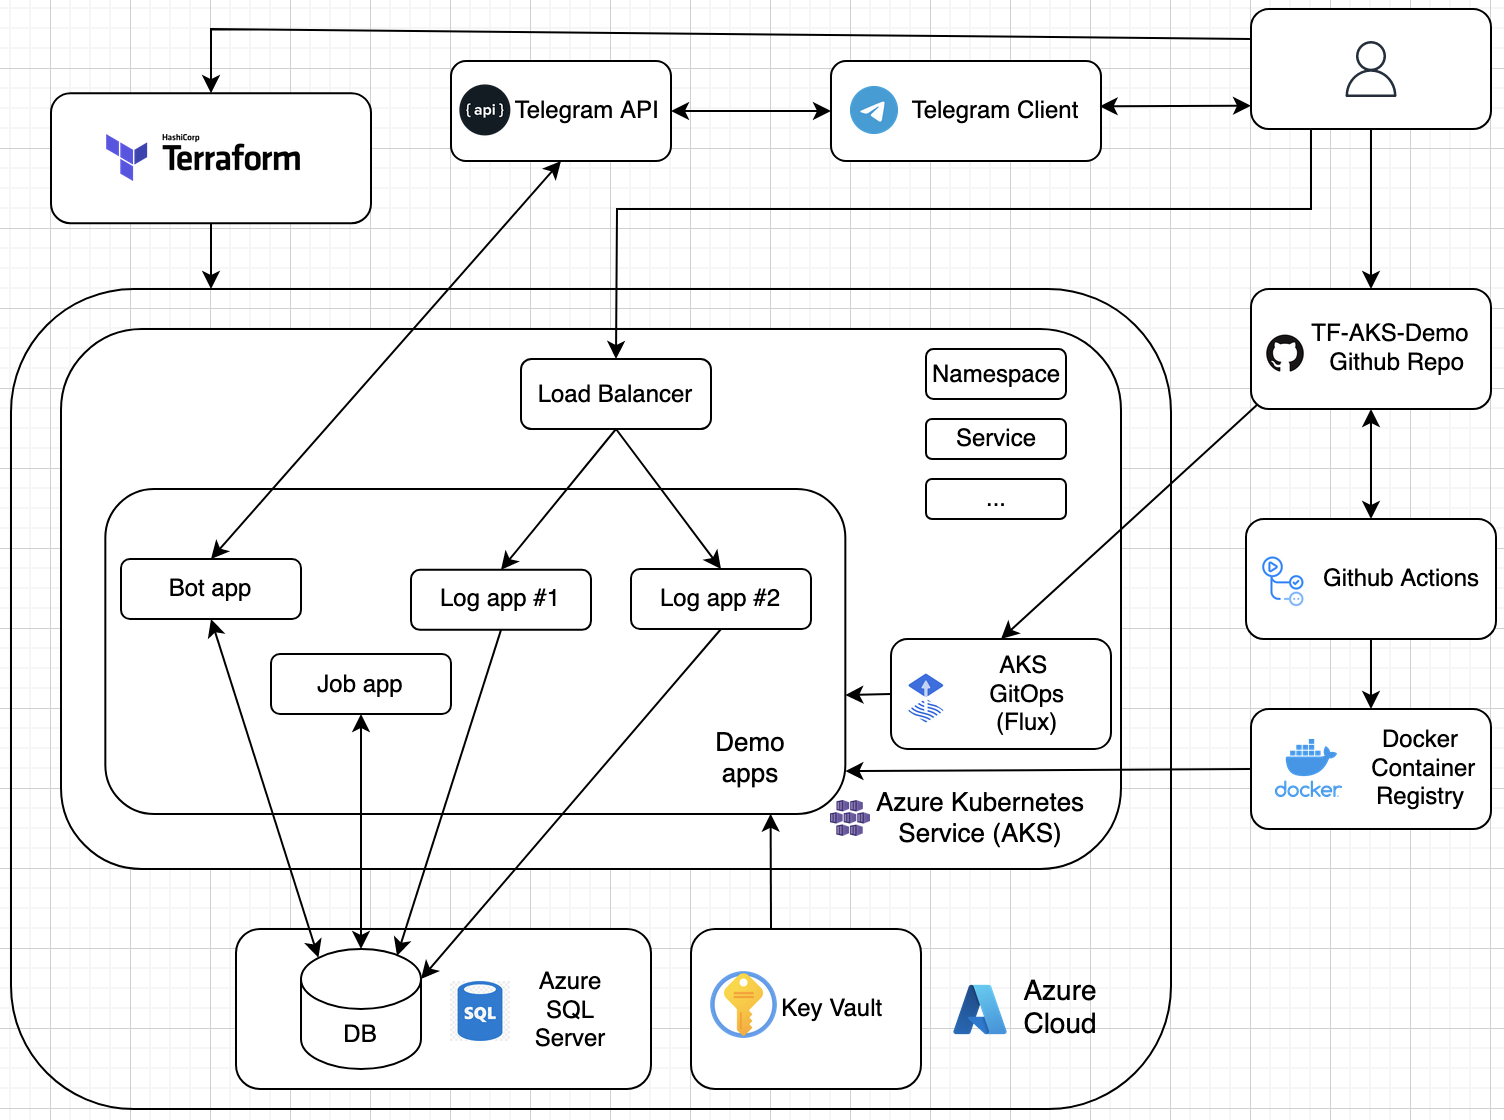 HashiCorp
Terraform
{ api }
Telegram API
Telegram Client
TF-AKS-Demo
Github Repo
Load Balancer
Namespace
Service
...
Bot app
Log app #1
Log app #2
Job app
Demo
apps
AKS
GitOps
(Flux)
Github Actions
docker
Docker
Container
Registry
Azure Kubernetes
Service (AKS)
DB
SQL
Azure
SQL
Server
Key Vault
Azure
Cloud